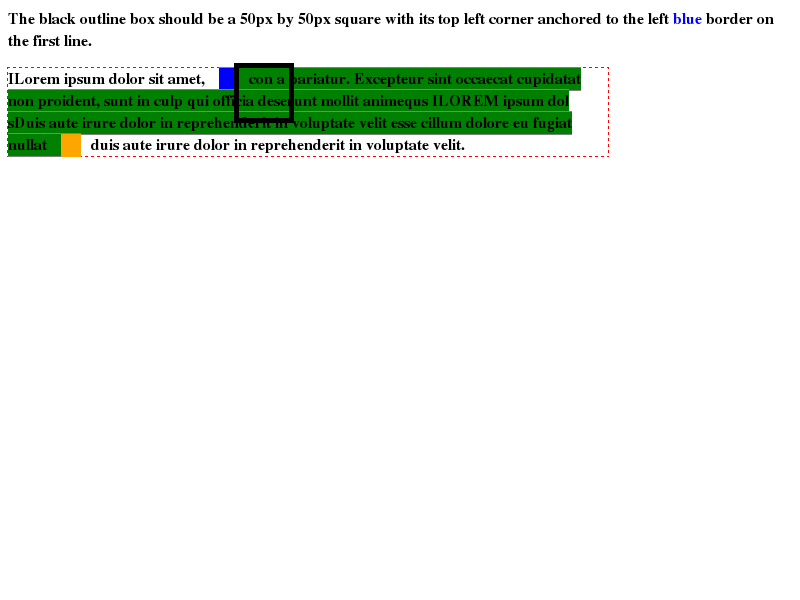 The black outline box should be a 50px by 50px square with its top left corner anchored to the left blue border on
the first line.
ILorem ipsum dolor sit amet, con a pariatur. Excepteur sint occaecat cupidatat
non proident, sunt in culp qui officia deserunt mollit animequs ILOREM ipsum dol
sDuis aute irure dolor in reprehenderit in voluptate velit esse cillum dolore eu fugiat
nullat duis aute irure dolor in reprehenderit in voluptate velit.